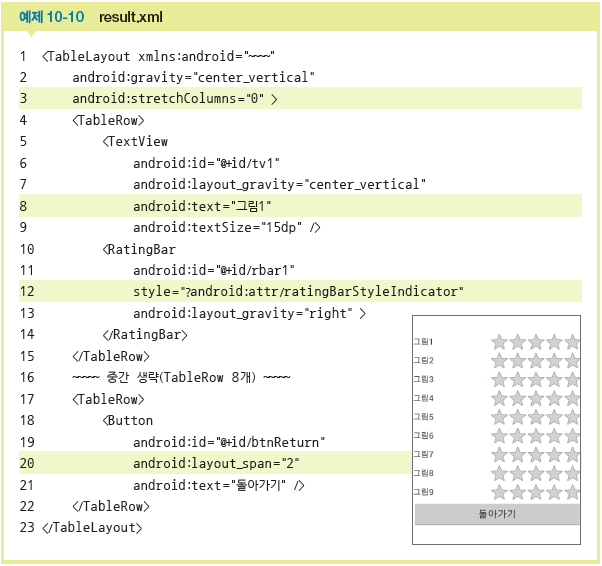 예제 10-10 result.xml
1 <TableLayout xmlns:android="~~~~"
2 android:gravity="center_vertical"
3 android:stretchColumns="0" >
4 <TableRow>
5 <TextView
6 android:id="@+id/tv1"
7 android:layout_gravity="center_vertical"
8 android:text="그림1"
9 android:textSize="15dp" />
10 <RatingBar
11 android:id="@+id/rbar1"
12 style="?android:attr/ratingBarStyleIndicator"
13 android:layout_gravity="right" >
14 </RatingBar>
15 </TableRow>
16 ~~~~~ 중간 생략(TableRow 8개) ~~~~~
17 <TableRow>
18 <Button
19 android:id="@+id/btnReturn"
20 android:layout_span="2"
21 android:text="돌아가기" />
22 </TableRow>
23 </TableLayout>
그림1
그림2
그림3
그림4
그림5
그림6
그림7
그림8
그림9
돌아가기